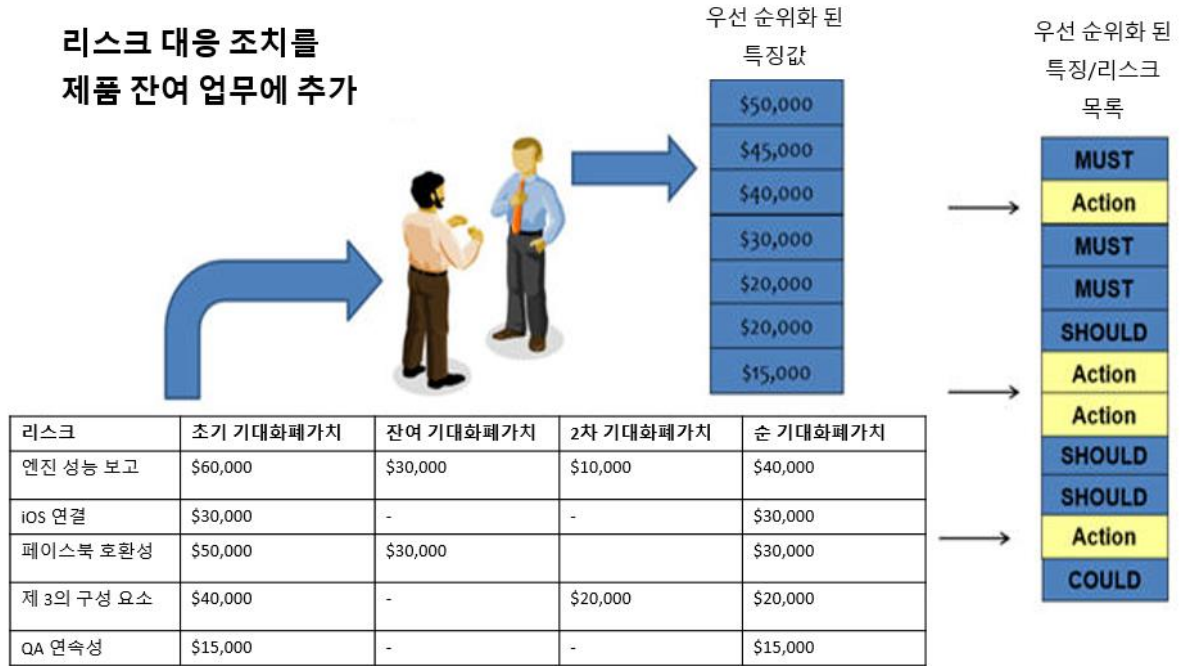 리스크 대응 조치를
제품 잔여 업무에 추가
우선 순위화 된
특징값
$50,000
$45,000
$40,000
$30,000
$20,000
$20,000
$15,000
우선 순위화 된
특징/리스크
목록
MUST
Action
MUST
MUST
SHOULD
Action
Action
SHOULD
SHOULD
Action
COULD
리스크 초기 기대화폐가치 잔여 기대화폐가치 2차 기대화폐가치 순 기대화폐가치
엔진 성능 보고 $60,000 $30,000 $10,000 $40,000
iOS 연결 $30,000 - - $30,000
페이스북 호환성 $50,000 $30,000 $30,000
제 3의 구성 요소 $40,000 - $20,000 $20,000
QA 연속성 $15,000 - - $15,000